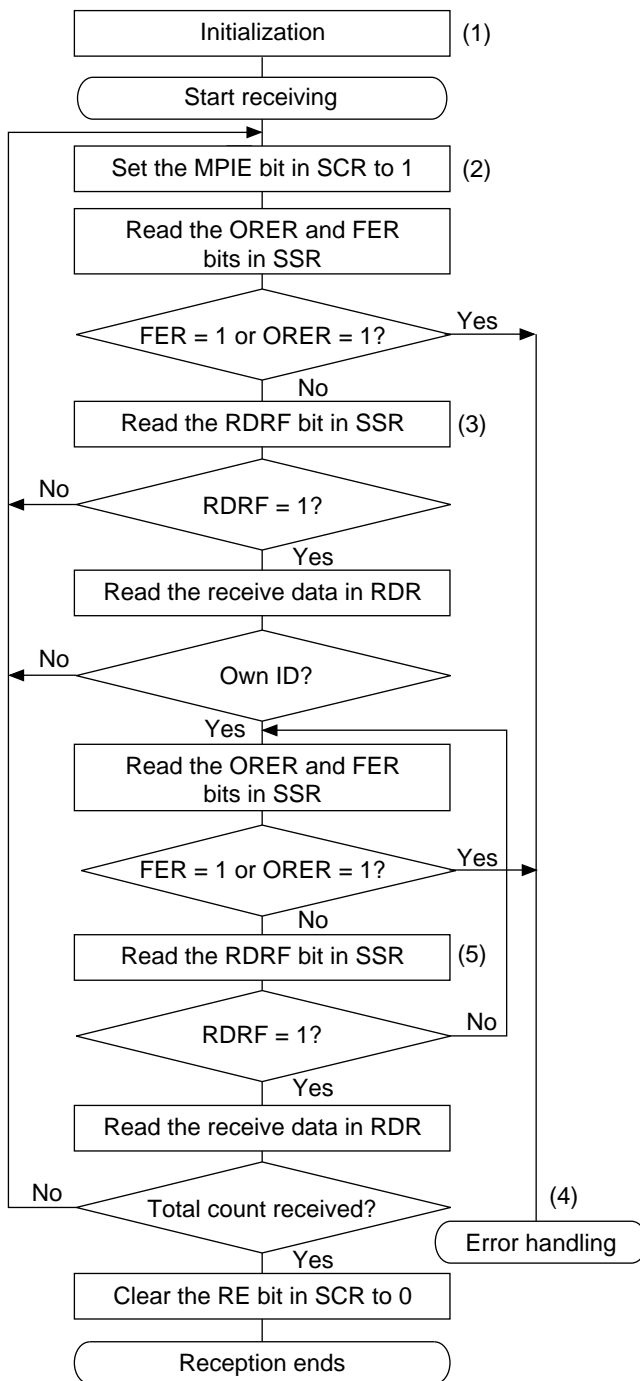 Initialization (1)
Start receiving
Set the MPIE bit in SCR to 1 (2)
Read the ORER and FER
bits in SSR
FER = 1 or ORER = 1? Yes
No
Read the RDRF bit in SSR (3)
No
RDRF = 1?
Yes
Read the receive data in RDR
No
Own ID?
Yes
Read the ORER and FER
bits in SSR
FER = 1 or ORER = 1? Yes
No
Read the RDRF bit in SSR (5)
RDRF = 1? No
Yes
Read the receive data in RDR
No
Total count received? (4)
Error handling
Yes
Clear the RE bit in SCR to 0
Reception ends